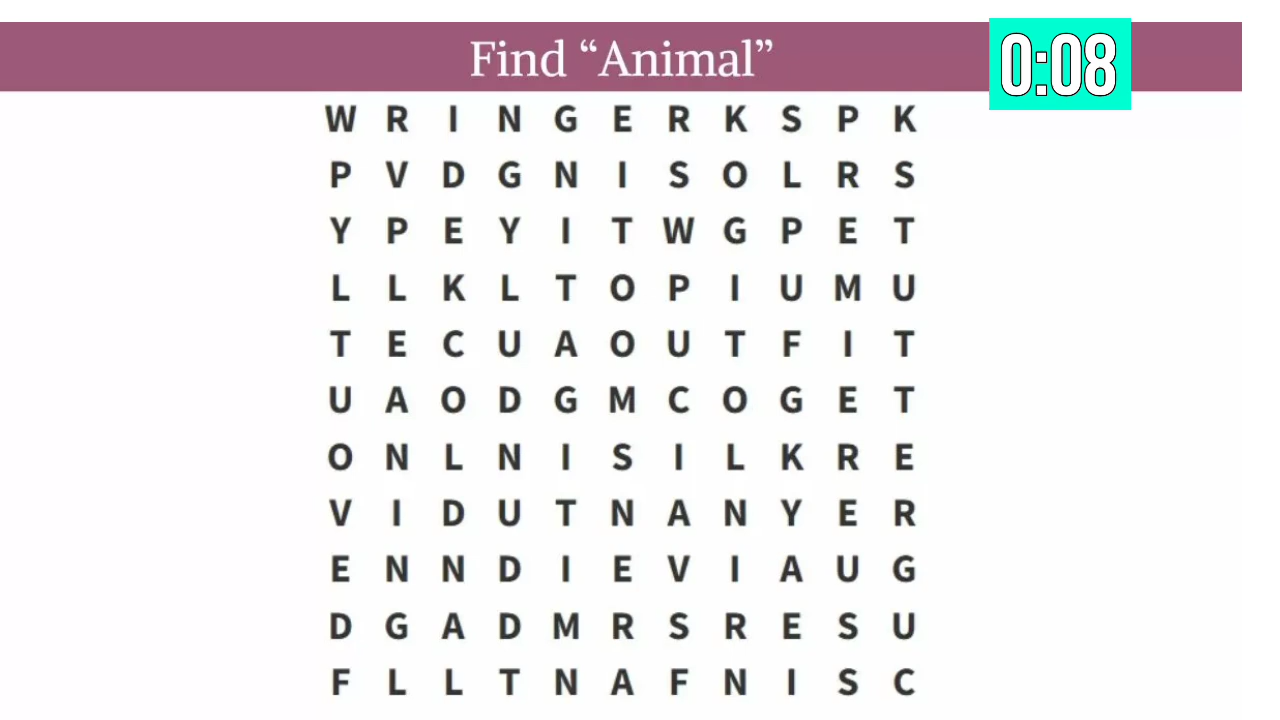 Find “Animal”
0:08
W R I N G E R K S P K
P V D G N I S O L R S
Y P E Y I T W G P E T
L L K L T O P I U M U
T E C U A O U T F I T
U A O D G M C O G E T
O N L N I S I L K R E
V I D U T N A N Y E R
E N N D I E V I A U G
D G A D M R S R E S U
F L L T N A F N I S C